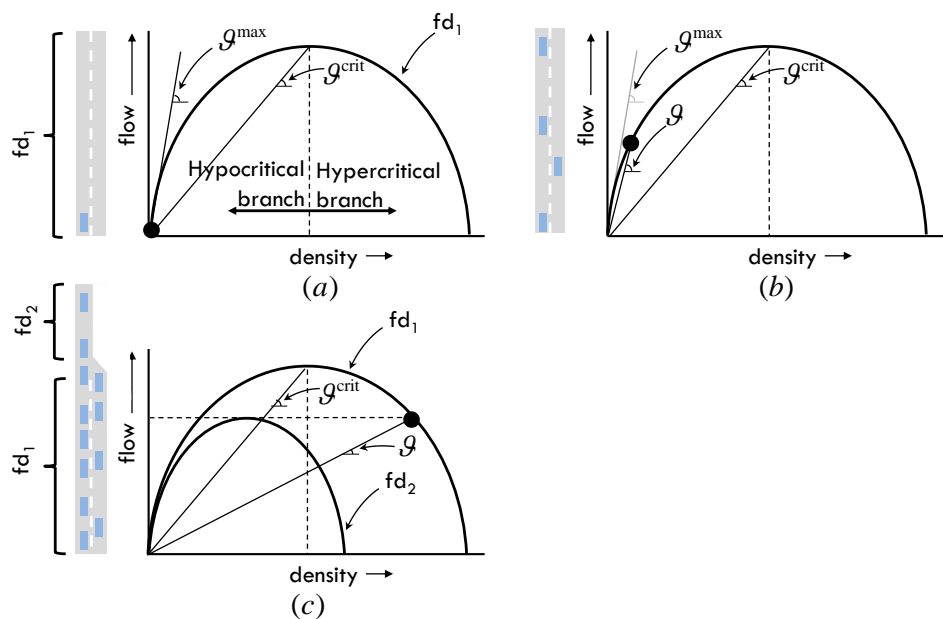 fd₁
flow
𝜗ᵐᵃˣ
𝜗ᶜʳⁱᵗ
fd₁
Hypocritical
branch
Hypercritical
branch
density
(a)
flow
𝜗ᵐᵃˣ
𝜗
𝜗ᶜʳⁱᵗ
density
(b)
fd₂
fd₁
flow
fd₁
𝜗ᶜʳⁱᵗ
𝜗
fd₂
density
(c)